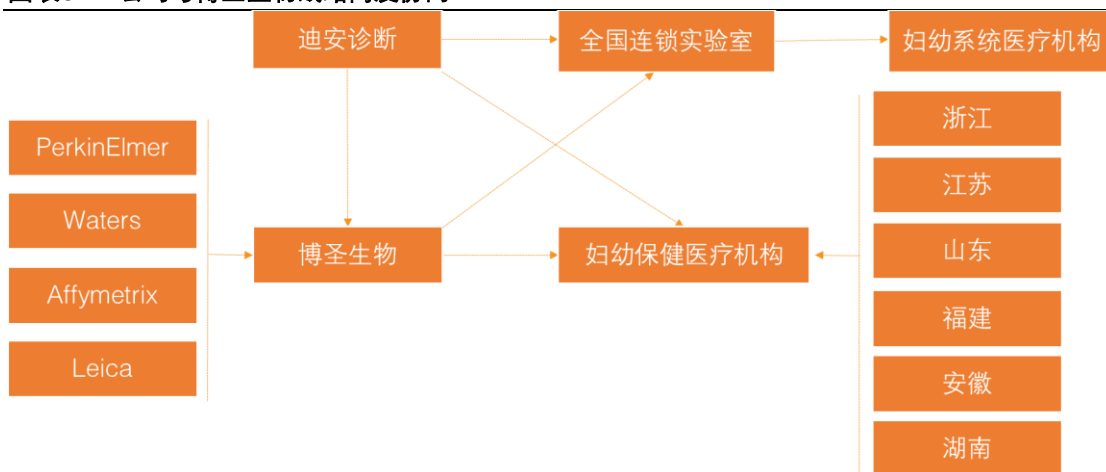 迪安诊断
全国连锁实验室
妇幼系统医疗机构
PerkinElmer
Waters
Affymetrix
Leica
博圣生物
妇幼保健医疗机构
浙江
江苏
山东
福建
安徽
湖南